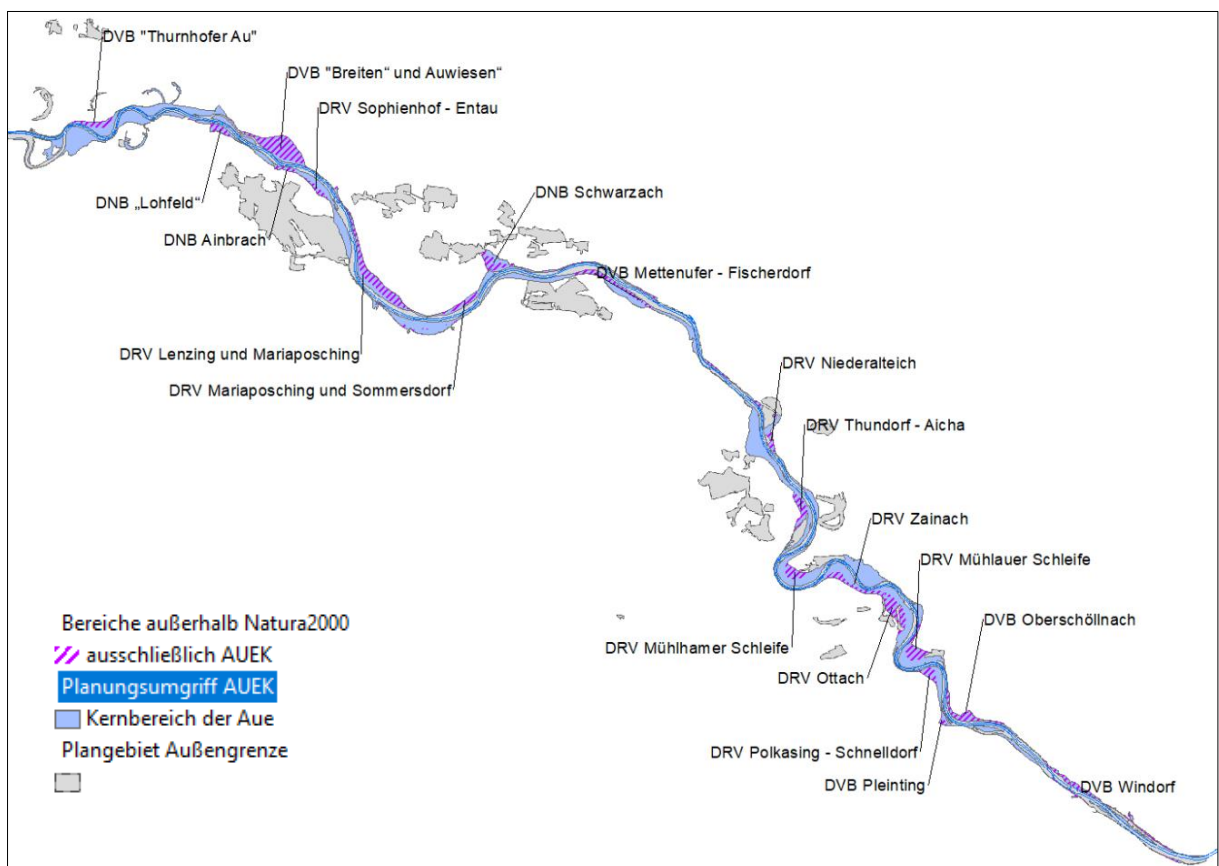 DVB "Thurnhofer Au"
DVB "Breiten“ und Auwiesen“
DRV Sophienhof - Entau
DNB „Lohfeld“
DNB Ainbrach
DNB Schwarzach
DVB Mettenufer - Fischerdorf
DRV Lenzing und Mariaposching
DRV Mariaposching und Sommersdorf
DRV Niederalteich
DRV Thundorf - Aicha
DRV Zainach
DRV Mühlauer Schleife
DVB Oberschöllnach
DRV Mühlhamer Schleife
DRV Ottach
DRV Polkasing - Schnelldorf
DVB Pleinting
DVB Windorf
Bereiche außerhalb Natura2000
ausschließlich AUEK
Planungsumgriff AUEK
Kernbereich der Aue
Plangebiet Außengrenze